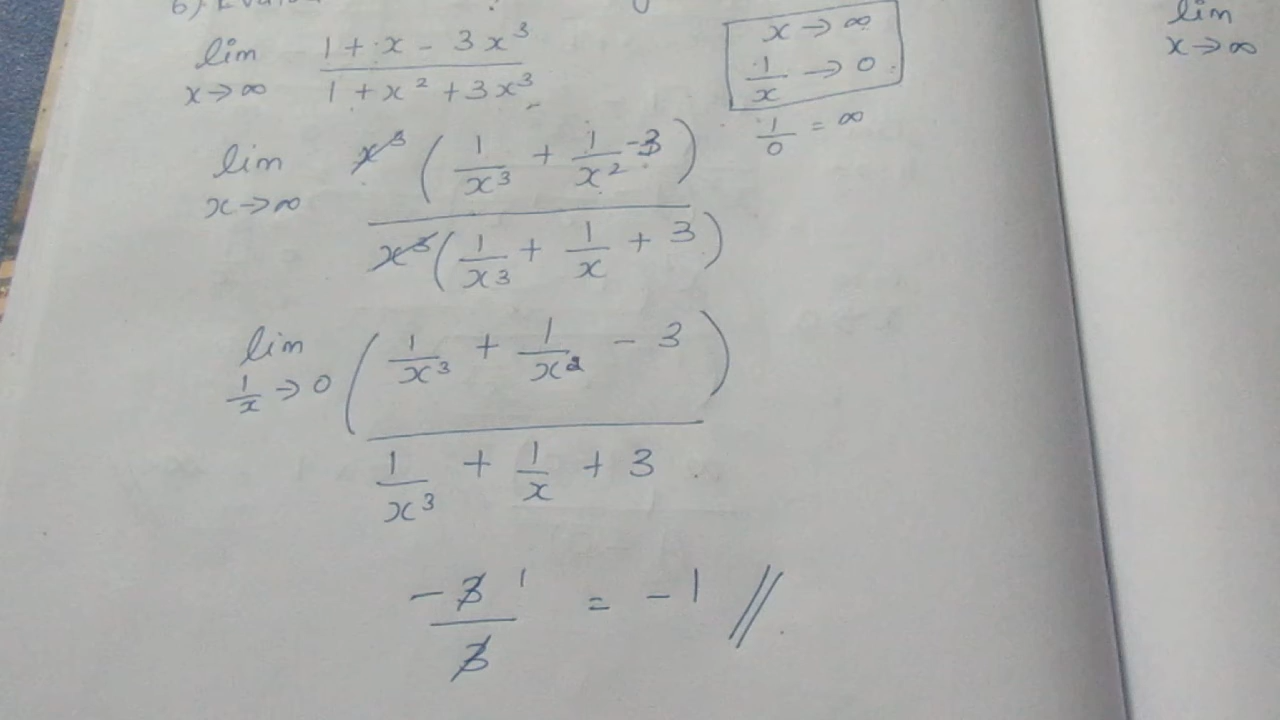 6)
lim 1 + x - 3x³
x→∞ 1 + x² + 3x³
lim x³ ( 1/x³ + 1/x² - 3 )
x→∞ x³ ( 1/x³ + 1/x + 3 )
lim ( 1/x³ + 1/x² - 3 )
1/x → 0 1/x³ + 1/x + 3
-3 1 / 3 = -1 //
x→∞
1/x → 0
1/0 = ∞
lim
x→∞